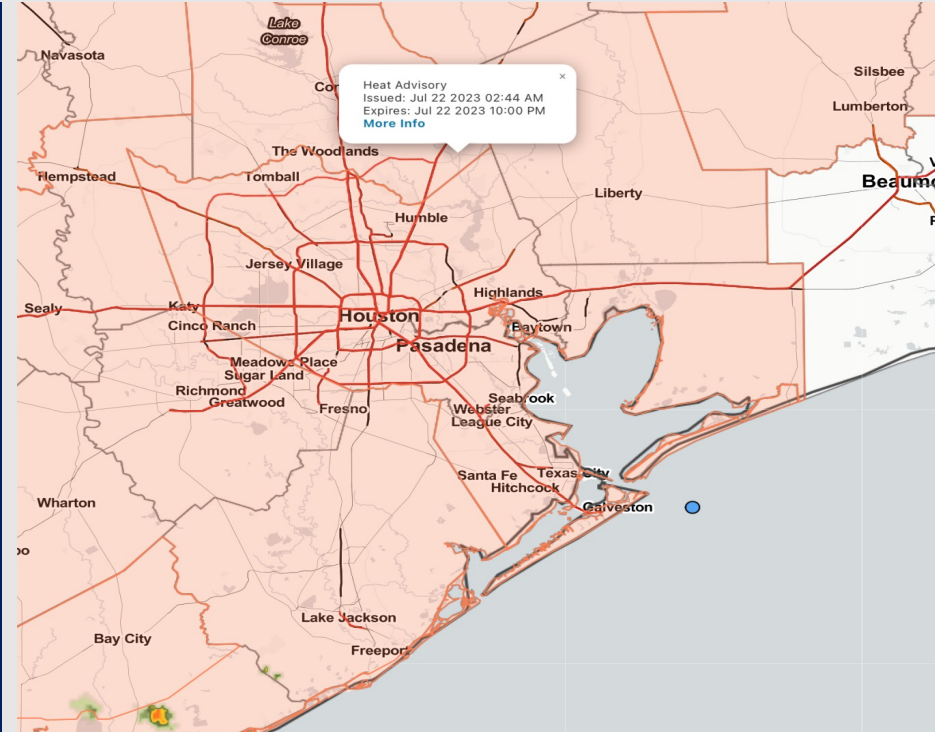 Lake
Conroe
Navasota
Silsbee
×
Heat Advisory
Issued: Jul 22 2023 02:44 AM
Expires: Jul 22 2023 10:00 PM
More Info
Con
Lumberton
The Woodlands
Hempstead
Tomball
Beaumo
Liberty
Humble
Jersey Village
Highlands
Sealy
Katy
Houston
Cinco Ranch
Baytown
Pasadena
Meadows Place
Sugar Land
Richmond
Greatwood
Seabrook
Fresno
Webster
League City
Santa Fe
Texas City
Hitchcock
Wharton
Galveston
Lake Jackson
Bay City
Freeport